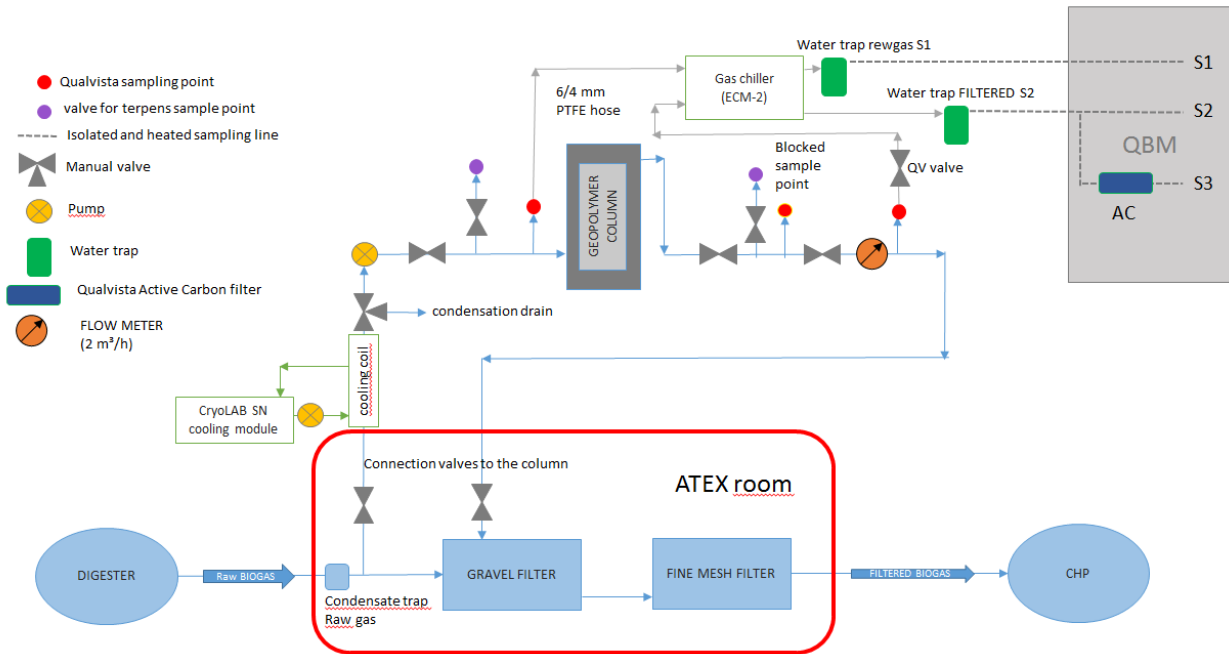 Qualvista sampling point
valve for terpens sample point
Isolated and heated sampling line
Manual valve
Pump
Water trap
Qualvista Active Carbon filter
FLOW METER
(2 m³/h)
6/4 mm
PTFE hose
Gas chiller
(ECM-2)
Water trap rewgas S1
Water trap FILTERED S2
S1
S2
QBM
S3
AC
Blocked
sample
point
QV valve
GEOPOLYMER
COLUMN
condensation drain
cooling coil
CryoLAB SN
cooling module
Connection valves to the column
ATEX room
DIGESTER
Raw BIOGAS
Condensate trap
Raw gas
GRAVEL FILTER
FINE MESH FILTER
FILTERED BIOGAS
CHP